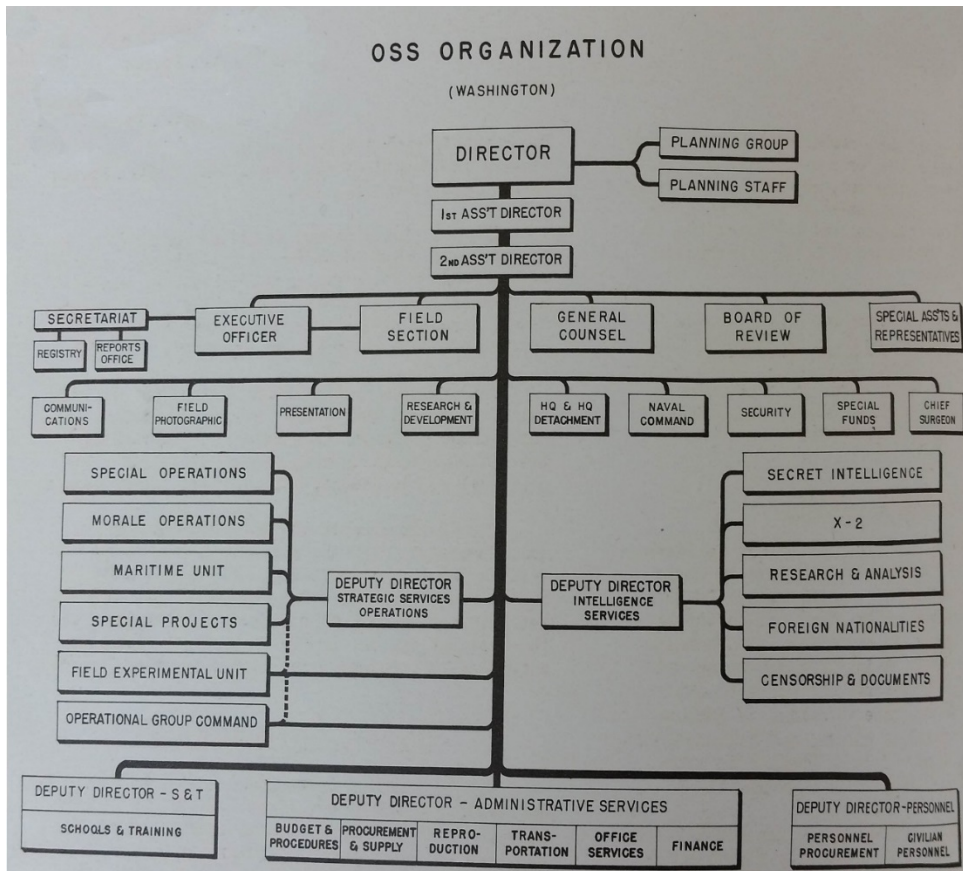 OSS ORGANIZATION
(WASHINGTON)
DIRECTOR
PLANNING GROUP
PLANNING STAFF
1ST ASS'T DIRECTOR
2ND ASS'T DIRECTOR
SECRETARIAT
REGISTRY
REPORTS
OFFICE
EXECUTIVE
OFFICER
FIELD
SECTION
GENERAL
COUNSEL
BOARD OF
REVIEW
SPECIAL ASS'TS &
REPRESENTATIVES
COMMUNI-
CATIONS
FIELD
PHOTOGRAPHIC
PRESENTATION
RESEARCH &
DEVELOPMENT
HQ & HQ
DETACHMENT
NAVAL
COMMAND
SECURITY
SPECIAL
FUNDS
CHIEF
SURGEON
SPECIAL OPERATIONS
MORALE OPERATIONS
MARITIME UNIT
SPECIAL PROJECTS
FIELD EXPERIMENTAL UNIT
OPERATIONAL GROUP COMMAND
DEPUTY DIRECTOR
STRATEGIC SERVICES
OPERATIONS
DEPUTY DIRECTOR
INTELLIGENCE
SERVICES
SECRET INTELLIGENCE
X-2
RESEARCH & ANALYSIS
FOREIGN NATIONALITIES
CENSORSHIP & DOCUMENTS
DEPUTY DIRECTOR - S & T
SCHOOLS & TRAINING
DEPUTY DIRECTOR - ADMINISTRATIVE SERVICES
BUDGET &
PROCEDURES
PROCUREMENT
& SUPPLY
REPRO-
DUCTION
TRANS-
PORTATION
OFFICE
SERVICES
FINANCE
DEPUTY DIRECTOR-PERSONNEL
PERSONNEL
PROCUREMENT
CIVILIAN
PERSONNEL